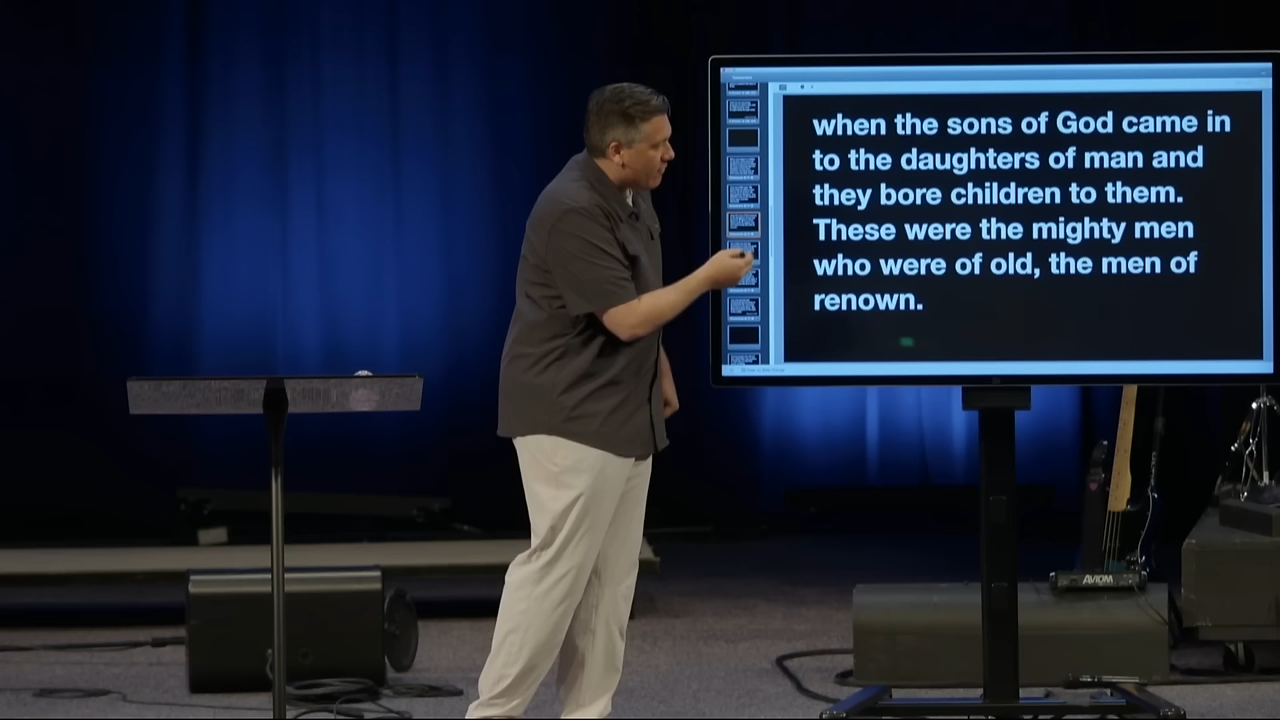 when the sons of God came in
to the daughters of man and
they bore children to them.
These were the mighty men
who were of old, the men of
renown.
AVIOM